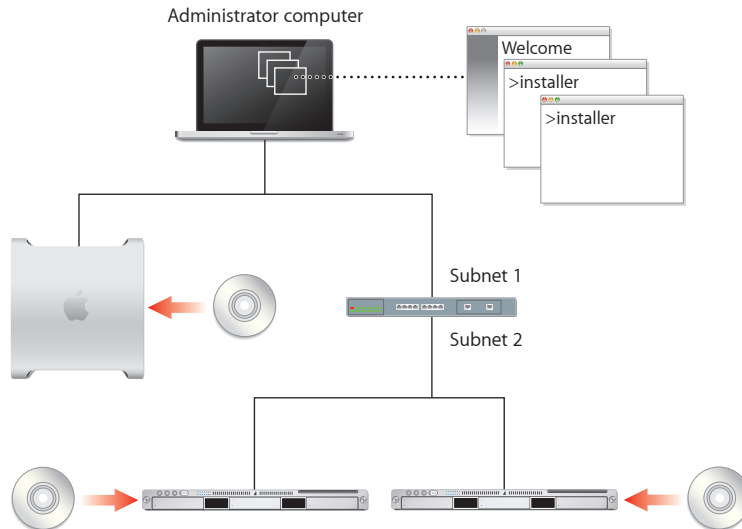 Administrator computer
Welcome
>installer
>installer
Subnet 1
Subnet 2